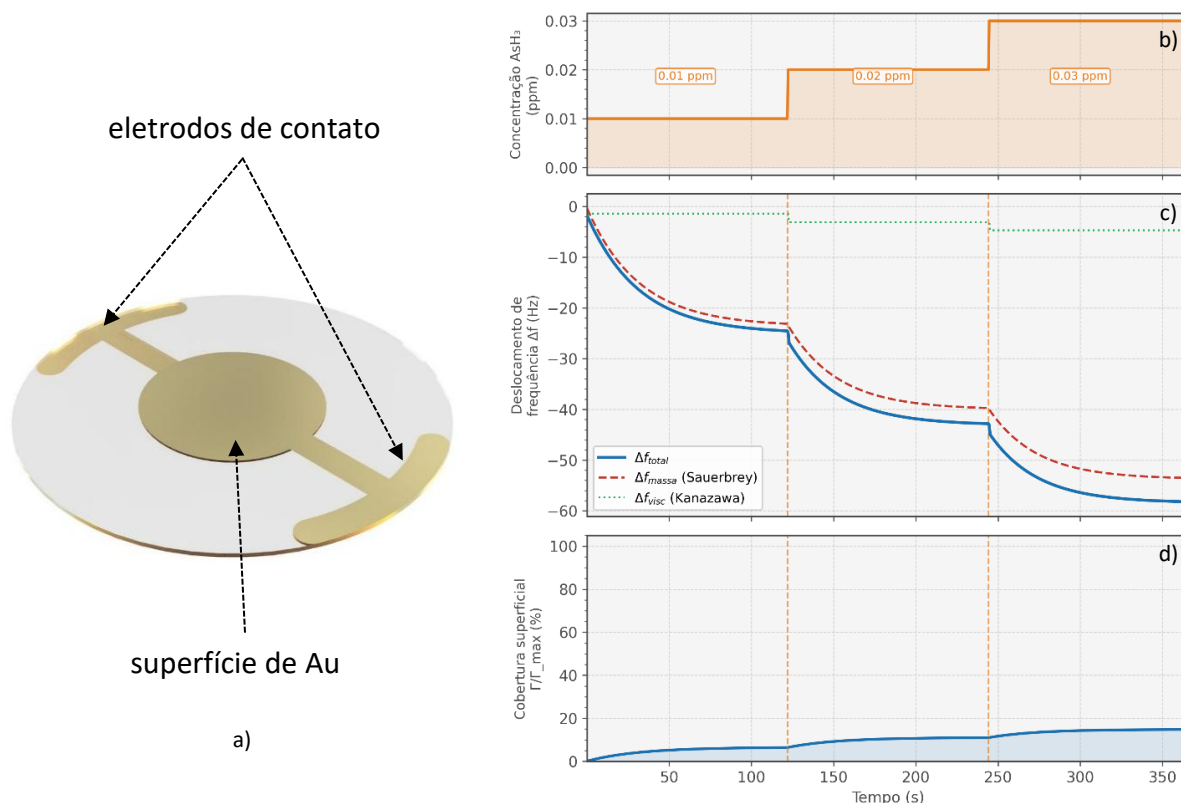 eletrodos de contato
superfície de Au
a)
Concentração AsH₃
(ppm)
0.03
0.02
0.01
0.00
0.01 ppm
0.02 ppm
0.03 ppm
b)
Deslocamento de
frequência Δf (Hz)
0
−10
−20
−30
−40
−50
−60
c)
Δf_total
Δf_massa (Sauerbrey)
Δf_visc (Kanazawa)
Cobertura superficial
Γ/Γ_max (%)
100
80
60
40
20
0
d)
50 100 150 200 250 300 350
Tempo (s)